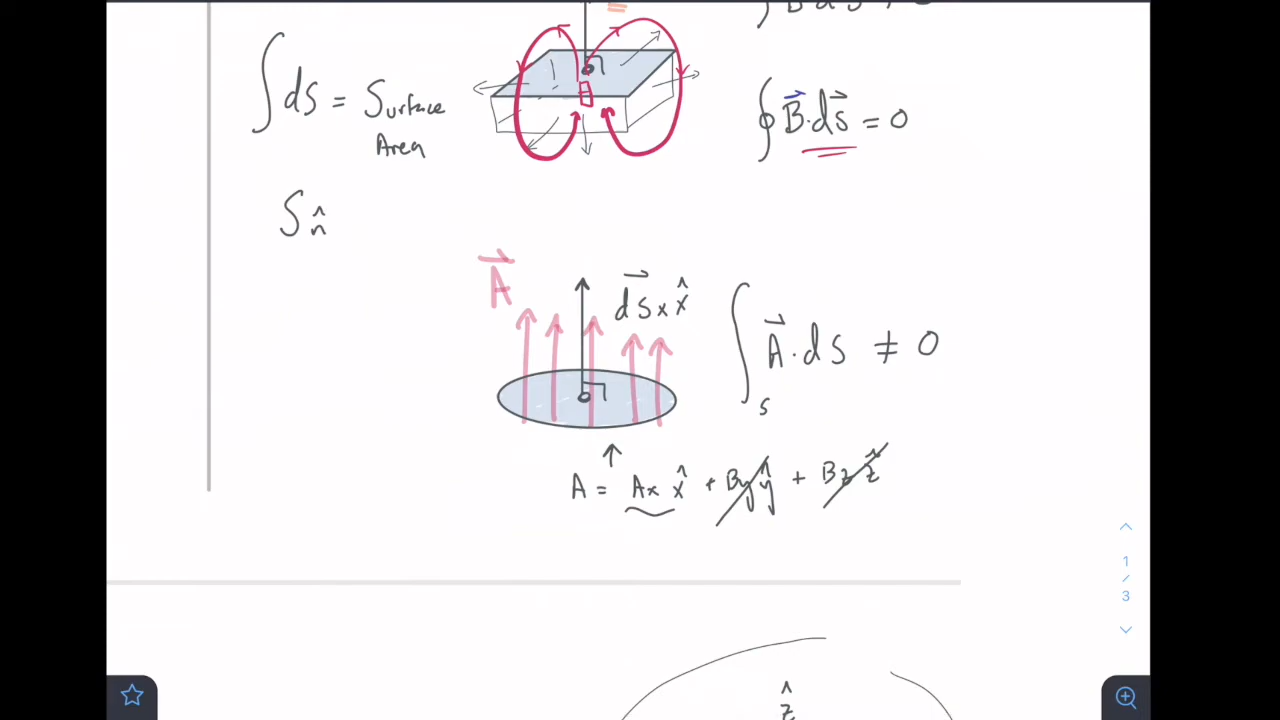 ∫ dS = Surface
Area
∮ B⃗·dS⃗ = 0
S n̂
A⃗
dS⃗x x̂
∫ₛ A⃗·dS ≠ 0
A = Ax x̂ + By ŷ + Bz ẑ
1
/
3
ẑ